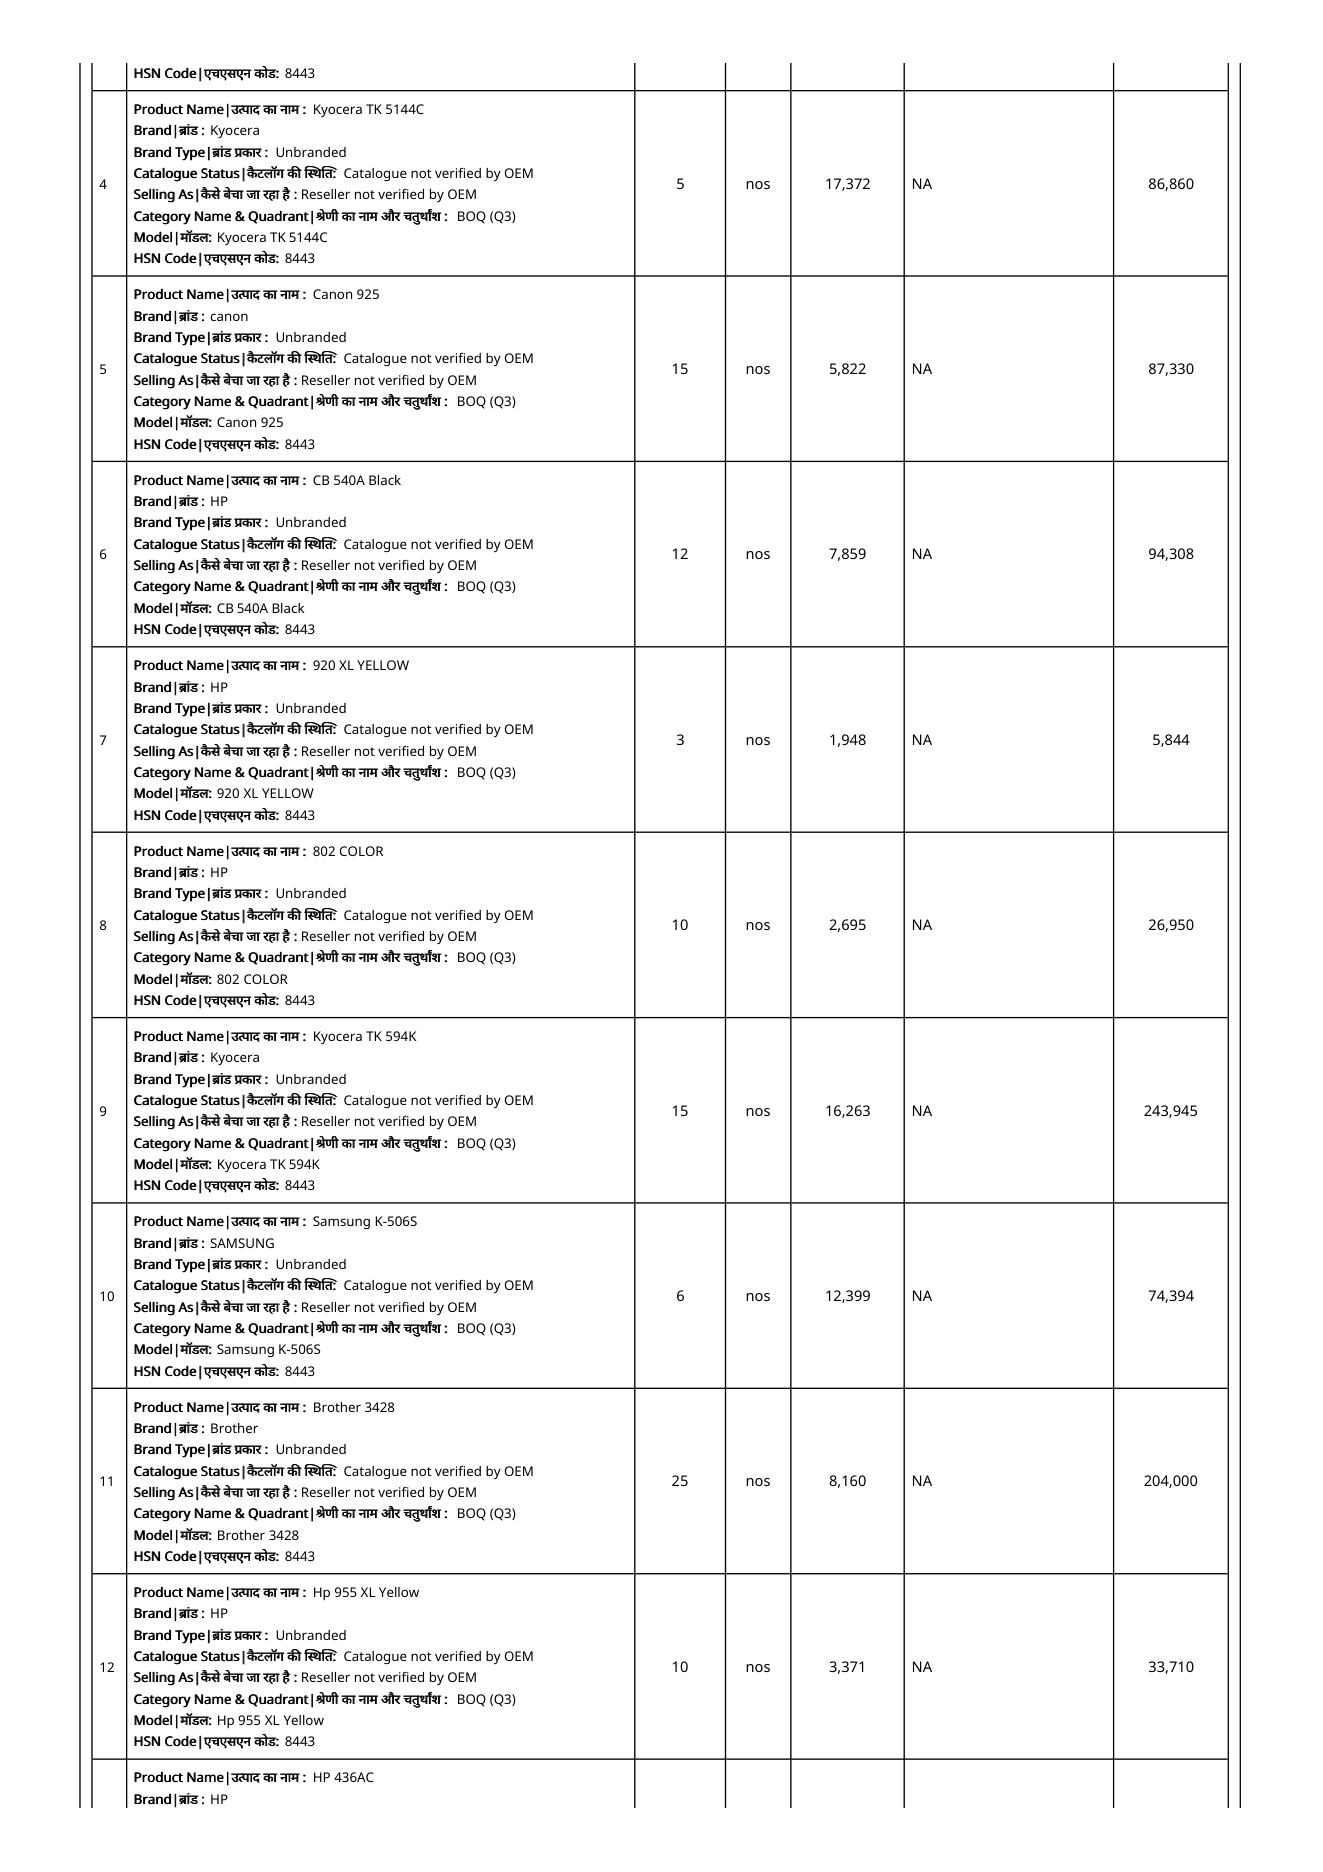 HSN Code|एचएसएन कोड: 8443
Product Name|उत्पाद का नाम : Kyocera TK 5144C
Brand|ब्रांड : Kyocera
Brand Type|ब्रांड प्रकार : Unbranded
Catalogue Status|कैटलॉग की स्थिति: Catalogue not verified by OEM
Selling As|कैसे बेचा जा रहा है : Reseller not verified by OEM
Category Name & Quadrant|श्रेणी का नाम और चतुर्थांश : BOQ (Q3)
Model|मॉडल: Kyocera TK 5144C
HSN Code|एचएसएन कोड: 8443
4 5 nos 17,372 NA 86,860
Product Name|उत्पाद का नाम : Canon 925
Brand|ब्रांड : canon
Brand Type|ब्रांड प्रकार : Unbranded
Catalogue Status|कैटलॉग की स्थिति: Catalogue not verified by OEM
Selling As|कैसे बेचा जा रहा है : Reseller not verified by OEM
Category Name & Quadrant|श्रेणी का नाम और चतुर्थांश : BOQ (Q3)
Model|मॉडल: Canon 925
HSN Code|एचएसएन कोड: 8443
5 15 nos 5,822 NA 87,330
Product Name|उत्पाद का नाम : CB 540A Black
Brand|ब्रांड : HP
Brand Type|ब्रांड प्रकार : Unbranded
Catalogue Status|कैटलॉग की स्थिति: Catalogue not verified by OEM
Selling As|कैसे बेचा जा रहा है : Reseller not verified by OEM
Category Name & Quadrant|श्रेणी का नाम और चतुर्थांश : BOQ (Q3)
Model|मॉडल: CB 540A Black
HSN Code|एचएसएन कोड: 8443
6 12 nos 7,859 NA 94,308
Product Name|उत्पाद का नाम : 920 XL YELLOW
Brand|ब्रांड : HP
Brand Type|ब्रांड प्रकार : Unbranded
Catalogue Status|कैटलॉग की स्थिति: Catalogue not verified by OEM
Selling As|कैसे बेचा जा रहा है : Reseller not verified by OEM
Category Name & Quadrant|श्रेणी का नाम और चतुर्थांश : BOQ (Q3)
Model|मॉडल: 920 XL YELLOW
HSN Code|एचएसएन कोड: 8443
7 3 nos 1,948 NA 5,844
Product Name|उत्पाद का नाम : 802 COLOR
Brand|ब्रांड : HP
Brand Type|ब्रांड प्रकार : Unbranded
Catalogue Status|कैटलॉग की स्थिति: Catalogue not verified by OEM
Selling As|कैसे बेचा जा रहा है : Reseller not verified by OEM
Category Name & Quadrant|श्रेणी का नाम और चतुर्थांश : BOQ (Q3)
Model|मॉडल: 802 COLOR
HSN Code|एचएसएन कोड: 8443
8 10 nos 2,695 NA 26,950
Product Name|उत्पाद का नाम : Kyocera TK 594K
Brand|ब्रांड : Kyocera
Brand Type|ब्रांड प्रकार : Unbranded
Catalogue Status|कैटलॉग की स्थिति: Catalogue not verified by OEM
Selling As|कैसे बेचा जा रहा है : Reseller not verified by OEM
Category Name & Quadrant|श्रेणी का नाम और चतुर्थांश : BOQ (Q3)
Model|मॉडल: Kyocera TK 594K
HSN Code|एचएसएन कोड: 8443
9 15 nos 16,263 NA 243,945
Product Name|उत्पाद का नाम : Samsung K-506S
Brand|ब्रांड : SAMSUNG
Brand Type|ब्रांड प्रकार : Unbranded
Catalogue Status|कैटलॉग की स्थिति: Catalogue not verified by OEM
Selling As|कैसे बेचा जा रहा है : Reseller not verified by OEM
Category Name & Quadrant|श्रेणी का नाम और चतुर्थांश : BOQ (Q3)
Model|मॉडल: Samsung K-506S
HSN Code|एचएसएन कोड: 8443
10 6 nos 12,399 NA 74,394
Product Name|उत्पाद का नाम : Brother 3428
Brand|ब्रांड : Brother
Brand Type|ब्रांड प्रकार : Unbranded
Catalogue Status|कैटलॉग की स्थिति: Catalogue not verified by OEM
Selling As|कैसे बेचा जा रहा है : Reseller not verified by OEM
Category Name & Quadrant|श्रेणी का नाम और चतुर्थांश : BOQ (Q3)
Model|मॉडल: Brother 3428
HSN Code|एचएसएन कोड: 8443
11 25 nos 8,160 NA 204,000
Product Name|उत्पाद का नाम : Hp 955 XL Yellow
Brand|ब्रांड : HP
Brand Type|ब्रांड प्रकार : Unbranded
Catalogue Status|कैटलॉग की स्थिति: Catalogue not verified by OEM
Selling As|कैसे बेचा जा रहा है : Reseller not verified by OEM
Category Name & Quadrant|श्रेणी का नाम और चतुर्थांश : BOQ (Q3)
Model|मॉडल: Hp 955 XL Yellow
HSN Code|एचएसएन कोड: 8443
12 10 nos 3,371 NA 33,710
Product Name|उत्पाद का नाम : HP 436AC
Brand|ब्रांड : HP